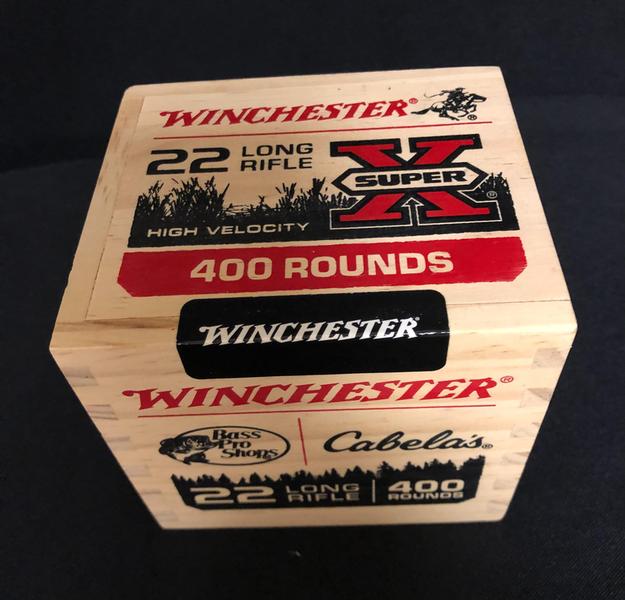 WINCHESTER®
22 LONG RIFLE
SUPER X®
HIGH VELOCITY
400 ROUNDS
WINCHESTER
WINCHESTER®
Bass
Pro
Shops
Cabela's®
22 LONG RIFLE | 400 ROUNDS